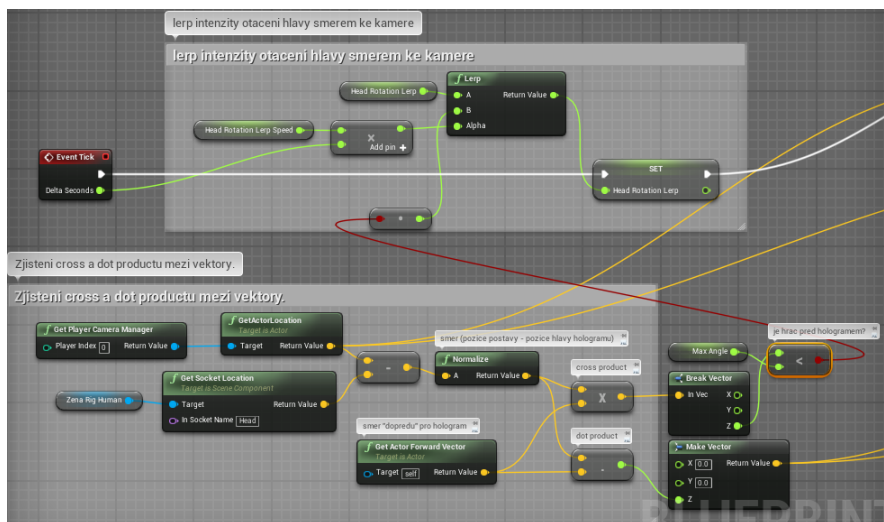 lerp intenzity otaceni hlavy smerem ke kamere
lerp intenzity otaceni hlavy smerem ke kamere
Lerp
Head Rotation Lerp
A
Return Value
B
Alpha
Head Rotation Lerp Speed
X
Add pin +
Event Tick
Delta Seconds
SET
Head Rotation Lerp
Zjisteni cross a dot productu mezi vektory.
Zjisteni cross a dot productu mezi vektory.
Get Player Camera Manager
Player Index 0
Return Value
GetActorLocation
Target is Actor
Target
Return Value
smer (pozice postavy - pozice hlavy hologramu)
je hrac pred hologramem?
Max Angle
<
-
Normalize
A
Return Value
cross product
X
Get Socket Location
Target is Scene Component
Target
Return Value
In Socket Name Head
Zena Rig Human
Break Vector
In Vec
X
Y
Z
smer "dopredu" pro hologram
dot product
.
Get Actor Forward Vector
Target is Actor
Target self
Return Value
Make Vector
X 0.0
Return Value
Y 0.0
Z
BLUEPRINT